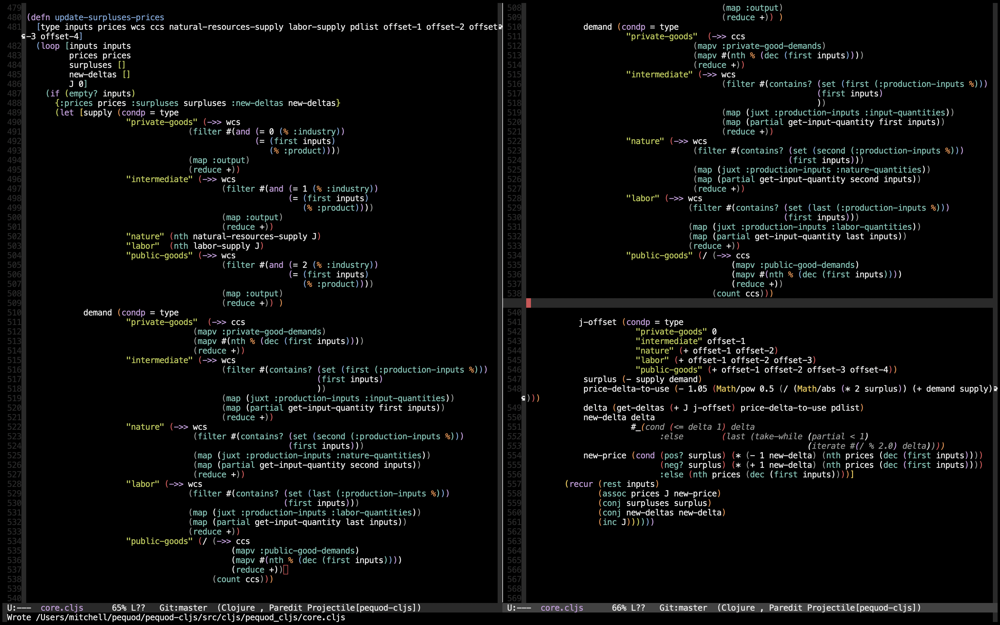 479
480 (defn update-surpluses-prices
481   [type inputs prices wcs ccs natural-resources-supply labor-supply pdlist offset-1 offset-2 offset
-3 offset-4]
482   (loop [inputs inputs
483          prices prices
484          surpluses []
485          new-deltas []
486          J 0]
487     (if (empty? inputs)
488       {:prices prices :surpluses surpluses :new-deltas new-deltas}
489       (let [supply (condp = type
490                      "private-goods" (->> wcs
491                                   (filter #(and (= 0 (% :industry))
492                                                 (= (first inputs)
493                                                    (% :product))))
494                                   (map :output)
495                                   (reduce +))
496                      "intermediate" (->> wcs
497                                          (filter #(and (= 1 (% :industry))
498                                                        (= (first inputs)
499                                                           (% :product))))
500                                          (map :output)
501                                          (reduce +))
502                      "nature" (nth natural-resources-supply J)
503                      "labor"  (nth labor-supply J)
504                      "public-goods" (->> wcs
505                                          (filter #(and (= 2 (% :industry))
506                                                        (= (first inputs)
507                                                           (% :product))))
508                                          (map :output)
509                                          (reduce +)) )
510             demand (condp = type
511                      "private-goods"  (->> ccs
512                                    (mapv :private-good-demands)
513                                    (mapv #(nth % (dec (first inputs))))
514                                    (reduce +))
515                      "intermediate" (->> wcs
516                                          (filter #(contains? (set (first (:production-inputs %)))
517                                                              (first inputs)
518                                                              ))
519                                          (map (juxt :production-inputs :input-quantities))
520                                          (map (partial get-input-quantity first inputs))
521                                          (reduce +))
522                      "nature" (->> wcs
523                                    (filter #(contains? (set (second (:production-inputs %)))
524                                                        (first inputs)))
525                                    (map (juxt :production-inputs :nature-quantities))
526                                    (map (partial get-input-quantity second inputs))
527                                    (reduce +))
528                      "labor" (->> wcs
529                                   (filter #(contains? (set (last (:production-inputs %)))
530                                                       (first inputs)))
531                                   (map (juxt :production-inputs :labor-quantities))
532                                   (map (partial get-input-quantity last inputs))
533                                   (reduce +))
534                      "public-goods" (/ (->> ccs
535                                            (mapv :public-good-demands)
536                                            (mapv #(nth % (dec (first inputs))))
537                                            (reduce +))
538                                        (count ccs)))
539
540
U:---  core.cljs      65% L??   Git:master  (Clojure , Paredit Projectile[pequod-cljs])
508                                          (map :output)
509                                          (reduce +)) )
510             demand (condp = type
511                      "private-goods"  (->> ccs
512                                    (mapv :private-good-demands)
513                                    (mapv #(nth % (dec (first inputs))))
514                                    (reduce +))
515                      "intermediate" (->> wcs
516                                          (filter #(contains? (set (first (:production-inputs %)))
517                                                              (first inputs)
518                                                              ))
519                                          (map (juxt :production-inputs :input-quantities))
520                                          (map (partial get-input-quantity first inputs))
521                                          (reduce +))
522                      "nature" (->> wcs
523                                    (filter #(contains? (set (second (:production-inputs %)))
524                                                        (first inputs)))
525                                    (map (juxt :production-inputs :nature-quantities))
526                                    (map (partial get-input-quantity second inputs))
527                                    (reduce +))
528                      "labor" (->> wcs
529                                   (filter #(contains? (set (last (:production-inputs %)))
530                                                       (first inputs)))
531                                   (map (juxt :production-inputs :labor-quantities))
532                                   (map (partial get-input-quantity last inputs))
533                                   (reduce +))
534                      "public-goods" (/ (->> ccs
535                                            (mapv :public-good-demands)
536                                            (mapv #(nth % (dec (first inputs))))
537                                            (reduce +))
538                                        (count ccs)))
540
541            j-offset (condp = type
542                        "private-goods" 0
543                        "intermediate" offset-1
544                        "nature" (+ offset-1 offset-2)
545                        "labor" (+ offset-1 offset-2 offset-3)
546                        "public-goods" (+ offset-1 offset-2 offset-3 offset-4))
547             surplus (- supply demand)
548             price-delta-to-use (- 1.05 (Math/pow 0.5 (/ (Math/abs (* 2 surplus)) (+ demand supply)
)))
549             delta (get-deltas (+ J j-offset) price-delta-to-use pdlist)
550             new-delta delta
551                       #_(cond (<= delta 1) delta
552                             :else        (last (take-while (partial < 1)
553                                                            (iterate #(/ % 2.0) delta))))
554             new-price (cond (pos? surplus) (* (- 1 new-delta) (nth prices (dec (first inputs))))
555                             (neg? surplus) (* (+ 1 new-delta) (nth prices (dec (first inputs))))
556                             :else (nth prices (dec (first inputs))))]
557         (recur (rest inputs)
558                (assoc prices J new-price)
559                (conj surpluses surplus)
560                (conj new-deltas new-delta)
561                (inc J))))))
562
563
564
565
566
567
568
569
U:---  core.cljs      66% L??   Git:master  (Clojure , Paredit Projectile[pequod-cljs])
Wrote /Users/mitchell/pequod/pequod-cljs/src/cljs/pequod_cljs/core.cljs